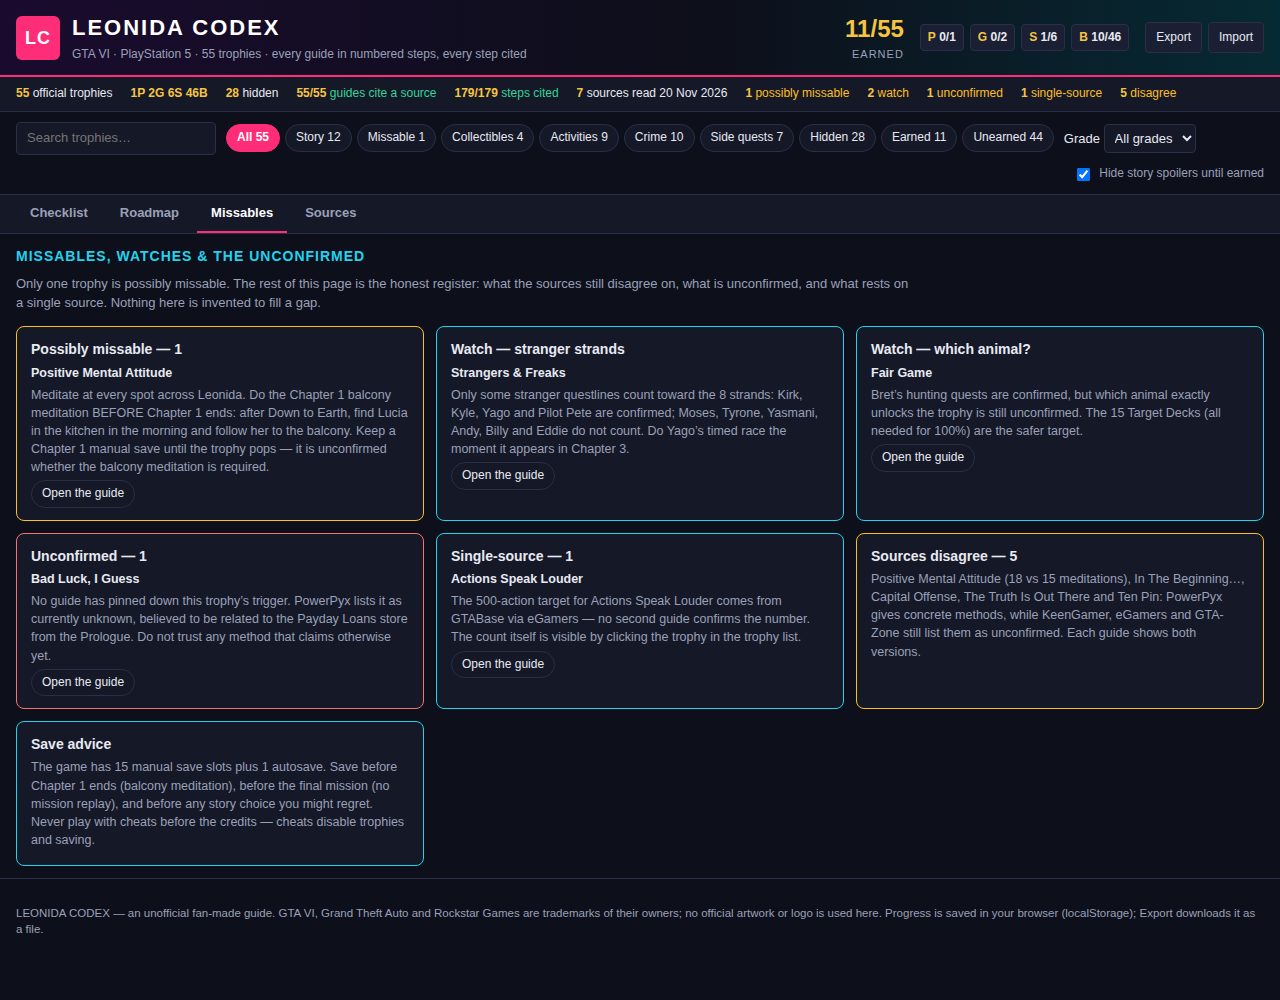 LC
LEONIDA CODEX
GTA VI · PlayStation 5 · 55 trophies · every guide in numbered steps, every step cited
11/55
EARNED
P 0/1
G 0/2
S 1/6
B 10/46
Export
Import
55 official trophies
1P 2G 6S 46B
28 hidden
55/55 guides cite a source
179/179 steps cited
7 sources read 20 Nov 2026
1 possibly missable
2 watch
1 unconfirmed
1 single-source
5 disagree
Search trophies…
All 55
Story 12
Missable 1
Collectibles 4
Activities 9
Crime 10
Side quests 7
Hidden 28
Earned 11
Unearned 44
Grade
All grades
Hide story spoilers until earned
Checklist
Roadmap
Missables
Sources
MISSABLES, WATCHES & THE UNCONFIRMED
Only one trophy is possibly missable. The rest of this page is the honest register: what the sources still disagree on, what is unconfirmed, and what rests on
a single source. Nothing here is invented to fill a gap.
Possibly missable — 1
Positive Mental Attitude
Meditate at every spot across Leonida. Do the Chapter 1 balcony
meditation BEFORE Chapter 1 ends: after Down to Earth, find Lucia
in the kitchen in the morning and follow her to the balcony. Keep a
Chapter 1 manual save until the trophy pops — it is unconfirmed
whether the balcony meditation is required.
Open the guide
Watch — stranger strands
Strangers & Freaks
Only some stranger questlines count toward the 8 strands: Kirk,
Kyle, Yago and Pilot Pete are confirmed; Moses, Tyrone, Yasmani,
Andy, Billy and Eddie do not count. Do Yago's timed race the
moment it appears in Chapter 3.
Open the guide
Watch — which animal?
Fair Game
Bret's hunting quests are confirmed, but which animal exactly
unlocks the trophy is still unconfirmed. The 15 Target Decks (all
needed for 100%) are the safer target.
Open the guide
Unconfirmed — 1
Bad Luck, I Guess
No guide has pinned down this trophy's trigger. PowerPyx lists it as
currently unknown, believed to be related to the Payday Loans store
from the Prologue. Do not trust any method that claims otherwise
yet.
Open the guide
Single-source — 1
Actions Speak Louder
The 500-action target for Actions Speak Louder comes from
GTABase via eGamers — no second guide confirms the number.
The count itself is visible by clicking the trophy in the trophy list.
Open the guide
Sources disagree — 5
Positive Mental Attitude (18 vs 15 meditations), In The Beginning…,
Capital Offense, The Truth Is Out There and Ten Pin: PowerPyx
gives concrete methods, while KeenGamer, eGamers and GTA-
Zone still list them as unconfirmed. Each guide shows both
versions.
Save advice
The game has 15 manual save slots plus 1 autosave. Save before
Chapter 1 ends (balcony meditation), before the final mission (no
mission replay), and before any story choice you might regret.
Never play with cheats before the credits — cheats disable trophies
and saving.
LEONIDA CODEX — an unofficial fan-made guide. GTA VI, Grand Theft Auto and Rockstar Games are trademarks of their owners; no official artwork or logo is used here. Progress is saved in your browser (localStorage); Export downloads it as
a file.